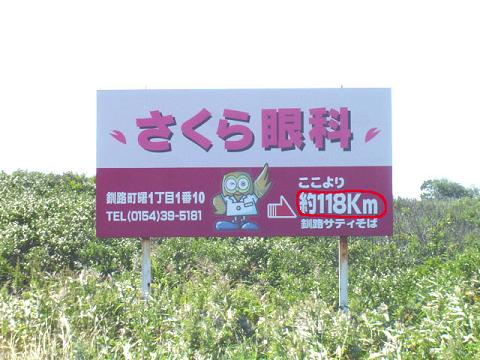 さくら眼科
釧路町曙1丁目1番10
TEL(0154)39-5181
ここより
約118Km
釧路サティそば